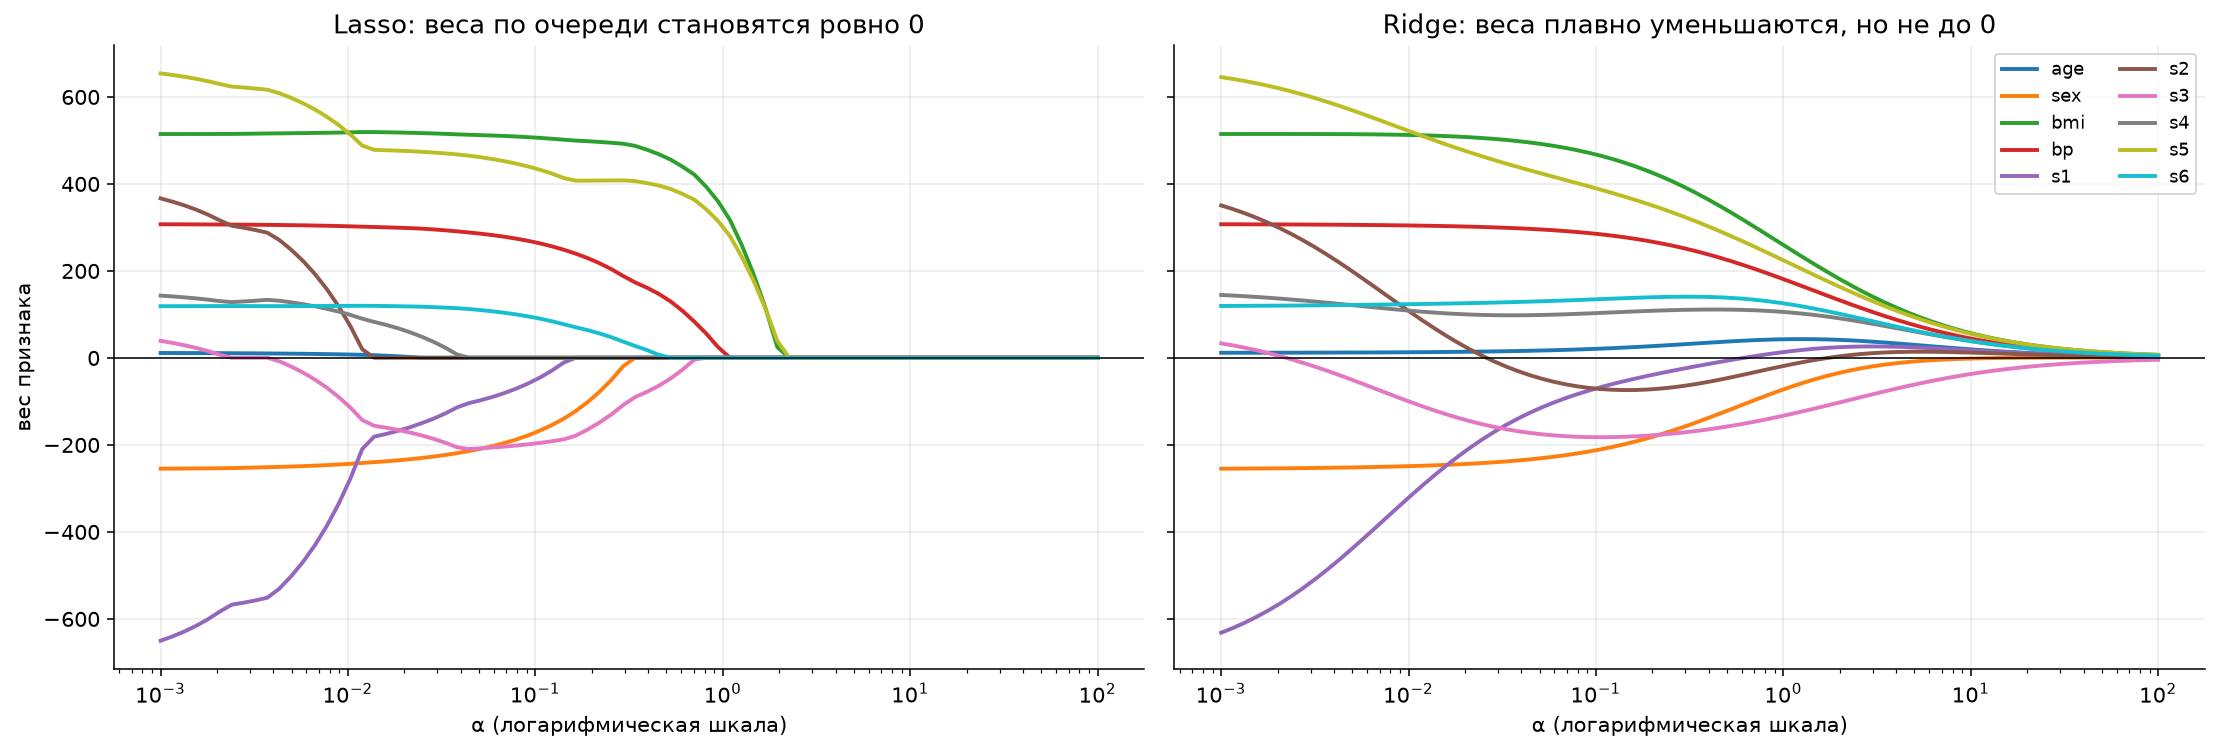 Lasso: веса по очереди становятся ровно 0
вес признака
600
400
200
0
−200
−400
−600
10⁻³ 10⁻² 10⁻¹ 10⁰ 10¹ 10²
α (логарифмическая шкала)
Ridge: веса плавно уменьшаются, но не до 0
age s2
sex s3
bmi s4
bp s5
s1 s6
10⁻³ 10⁻² 10⁻¹ 10⁰ 10¹ 10²
α (логарифмическая шкала)